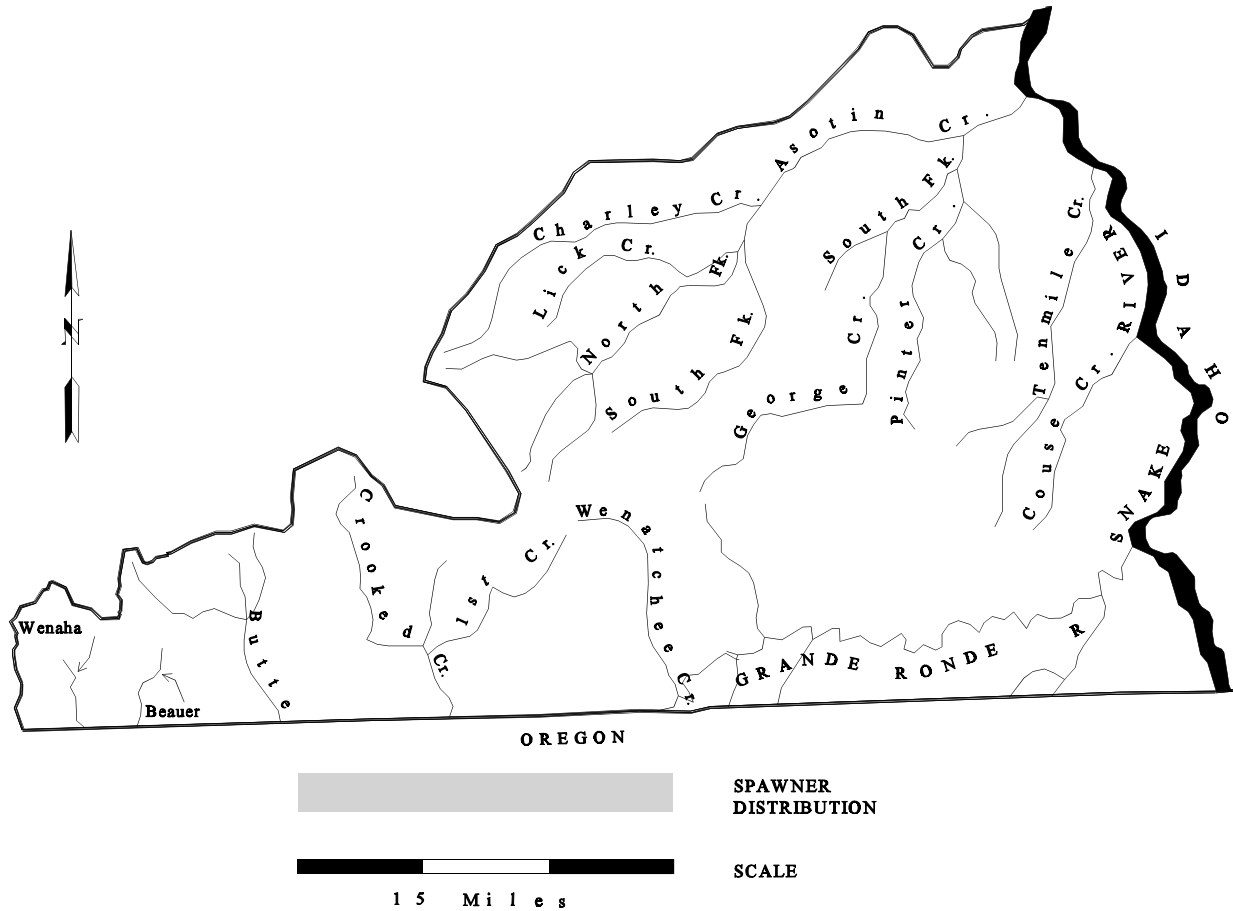 Asotin Cr.
Charley Cr.
Lick Cr.
North Fk.
South Fk.
South Fk.
George Cr.
Pinter Cr.
Tenmile Cr.
Couse Cr.
SNAKE RIVER
IDAHO
N
Crooked Cr.
1st Cr.
Wenatchee Cr.
Wenaha
Butte
Beauer
GRANDE RONDE R
OREGON
SPAWNER
DISTRIBUTION
SCALE
15 Miles